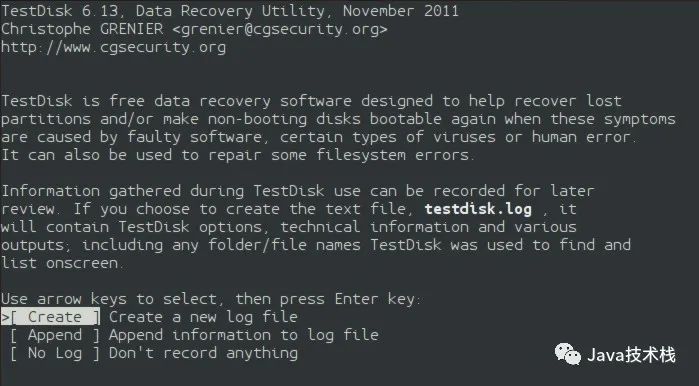 TestDisk 6.13, Data Recovery Utility, November 2011
Christophe GRENIER <grenier@cgsecurity.org>
http://www.cgsecurity.org
TestDisk is free data recovery software designed to help recover lost
partitions and/or make non-booting disks bootable again when these symptoms
are caused by faulty software, certain types of viruses or human error.
It can also be used to repair some filesystem errors.
Information gathered during TestDisk use can be recorded for later
review. If you choose to create the text file, testdisk.log , it
will contain TestDisk options, technical information and various
outputs; including any folder/file names TestDisk was used to find and
list onscreen.
Use arrow keys to select, then press Enter key:
>[ Create ] Create a new log file
[ Append ] Append information to log file
[ No Log ] Don't record anything
Java技术栈